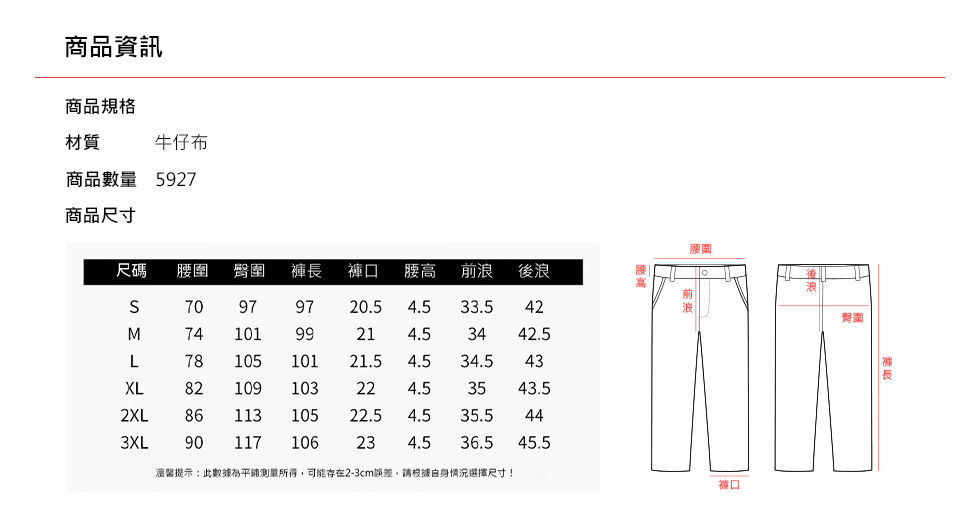 商品資訊
商品規格
材質 牛仔布
商品數量 5927
商品尺寸
尺碼 腰圍 臀圍 褲長 褲口 腰高 前浪 後浪
S 70 97 97 20.5 4.5 33.5 42
M 74 101 99 21 4.5 34 42.5
L 78 105 101 21.5 4.5 34.5 43
XL 82 109 103 22 4.5 35 43.5
2XL 86 113 105 22.5 4.5 35.5 44
3XL 90 117 106 23 4.5 36.5 45.5
溫馨提示：此數據為平鋪測量所得，可能存在2-3cm誤差，請根據自身情況選擇尺寸！
腰圍
腰高
前浪
褲口
後浪
臀圍
褲長